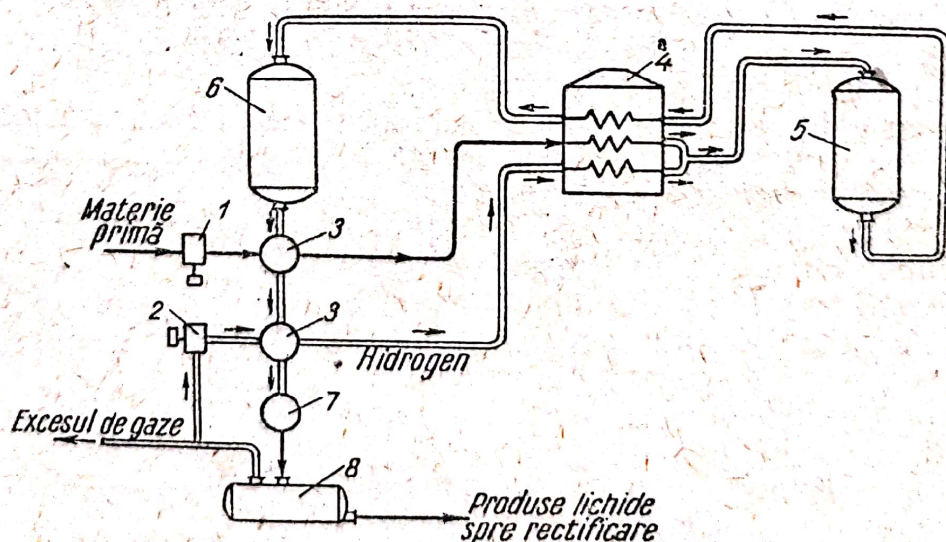 6
4
5
Materie
primă
1
3
2
3
Hidrogen
7
Excesul de gaze
8
Produse lichide
spre rectificare